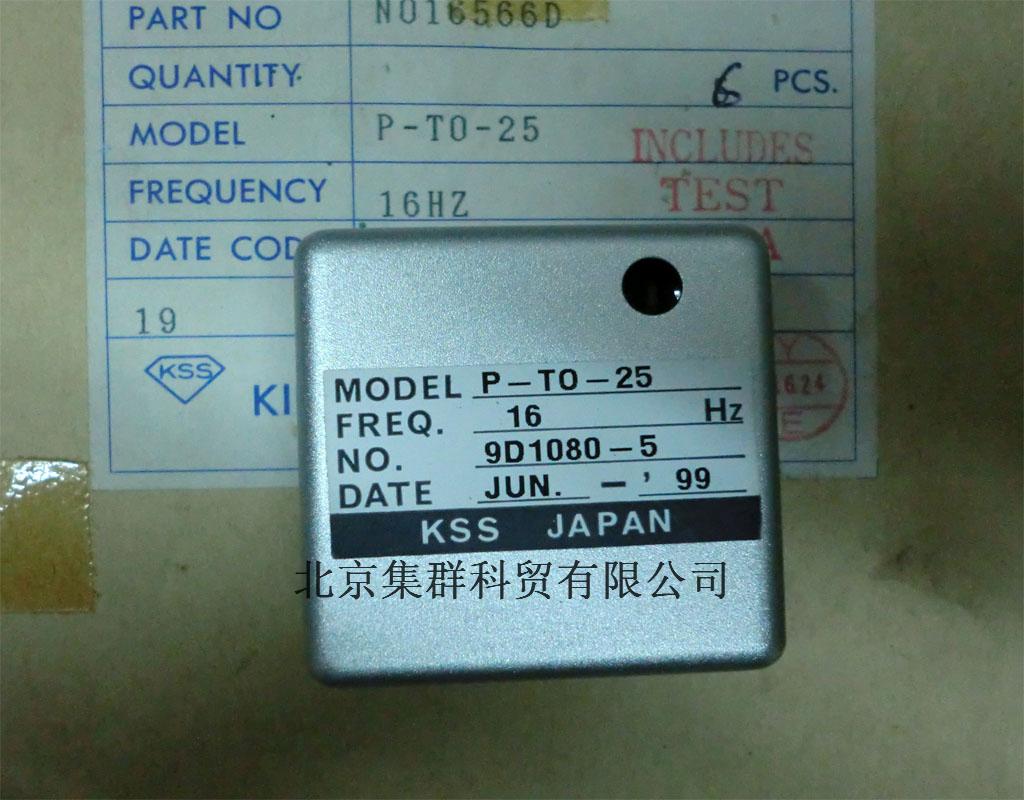 PART NO N016566D
QUANTITY 6 PCS.
MODEL P-TO-25
INCLUDES
FREQUENCY 16HZ
TEST
DATE
19
KSS
MODEL P-TO-25
FREQ. 16 Hz
NO. 9D1080-5
DATE JUN. - ' 99
KSS JAPAN
北京集群科贸有限公司